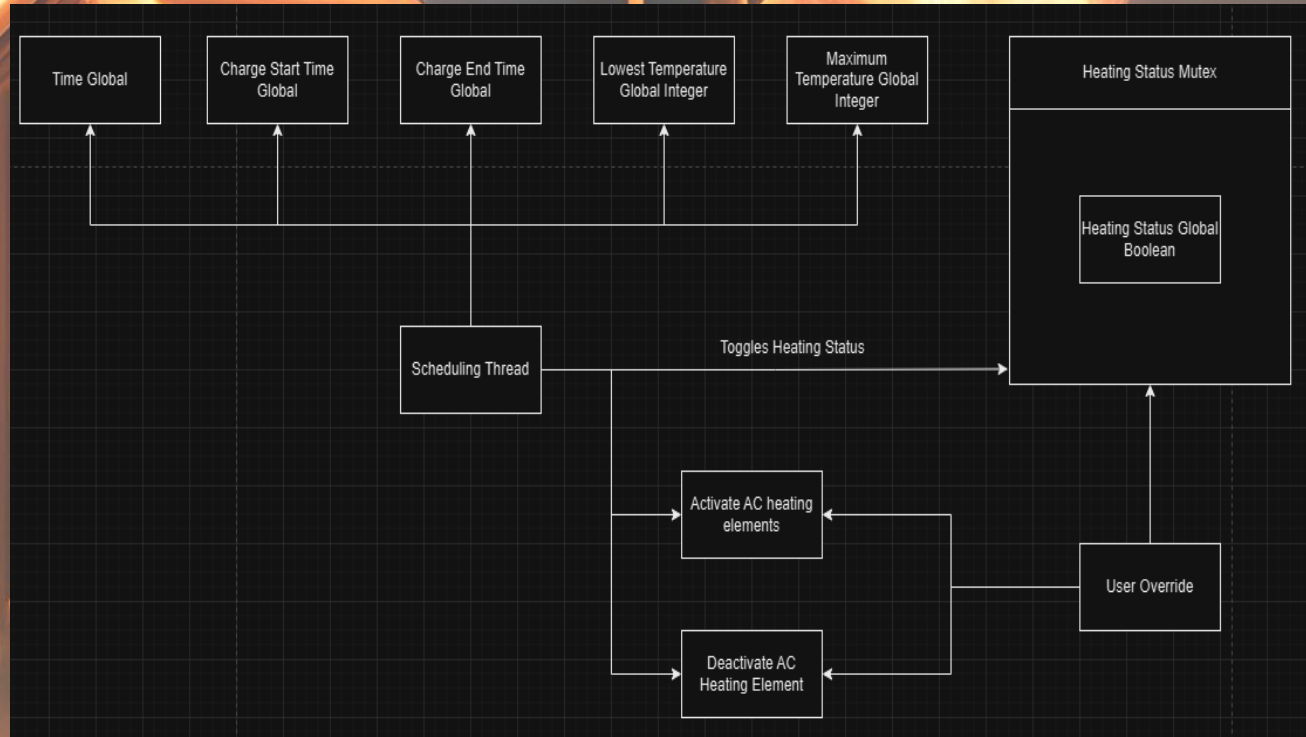 Time Global
Charge Start Time
Global
Charge End Time
Global
Lowest Temperature
Global Integer
Maximum
Temperature Global
Integer
Heating Status Mutex
Heating Status Global
Boolean
Scheduling Thread
Toggles Heating Status
Activate AC heating
elements
User Override
Deactivate AC
Heating Element